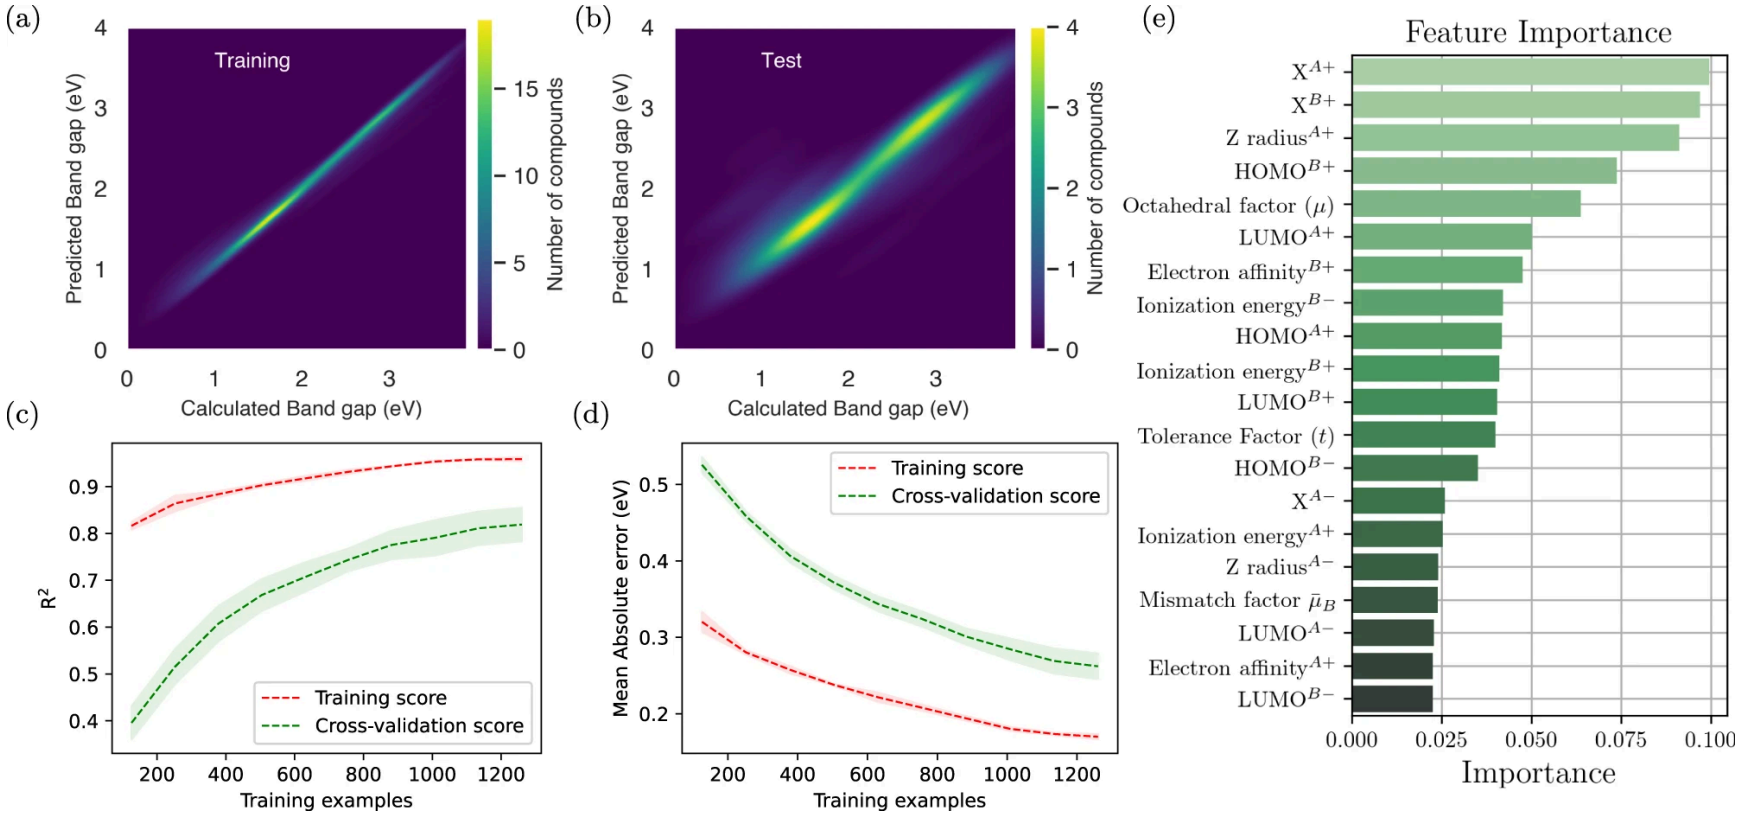 (a)
Training
Predicted Band gap (eV)
4
3
2
1
0
0 1 2 3
Calculated Band gap (eV)
15
10
5
0
Number of compounds
(b)
Test
Predicted Band gap (eV)
4
3
2
1
0
0 1 2 3
Calculated Band gap (eV)
4
3
2
1
0
Number of compounds
(c)
R²
0.9
0.8
0.7
0.6
0.5
0.4
Training score
Cross-validation score
200 400 600 800 1000 1200
Training examples
(d)
Mean Absolute error (eV)
0.5
0.4
0.3
0.2
Training score
Cross-validation score
200 400 600 800 1000 1200
Training examples
(e)
Feature Importance
X^{A+}
X^{B+}
Z radius^{A+}
HOMO^{B+}
Octahedral factor (μ)
LUMO^{A+}
Electron affinity^{B+}
Ionization energy^{B−}
HOMO^{A+}
Ionization energy^{B+}
LUMO^{B+}
Tolerance Factor (t)
HOMO^{B−}
X^{A−}
Ionization energy^{A+}
Z radius^{A−}
Mismatch factor μ̄_B
LUMO^{A−}
Electron affinity^{A+}
LUMO^{B−}
0.000 0.025 0.050 0.075 0.100
Importance